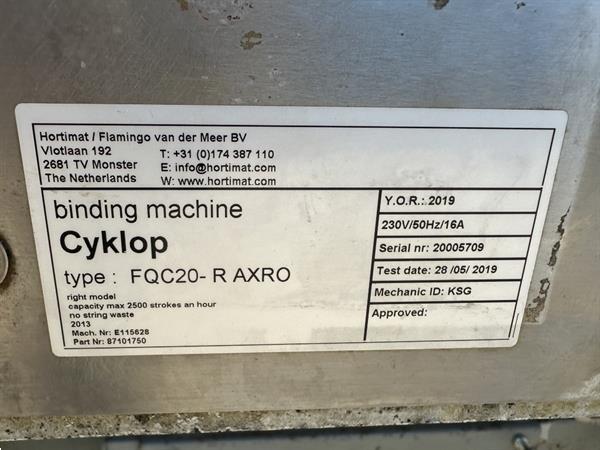 Hortimat / Flamingo van der Meer BV
Vlotlaan 192
2681 TV Monster
The Netherlands
T: +31 (0)174 387 110
E: info@hortimat.com
W: www.hortimat.com
binding machine
Cyklop
type : FQC20- R AXRO
right model
capacity max 2500 strokes an hour
no string waste
2013
Mach. Nr: E115628
Part Nr: 87101750
Y.O.R.: 2019
230V/50Hz/16A
Serial nr: 20005709
Test date: 28 /05/ 2019
Mechanic ID: KSG
Approved: